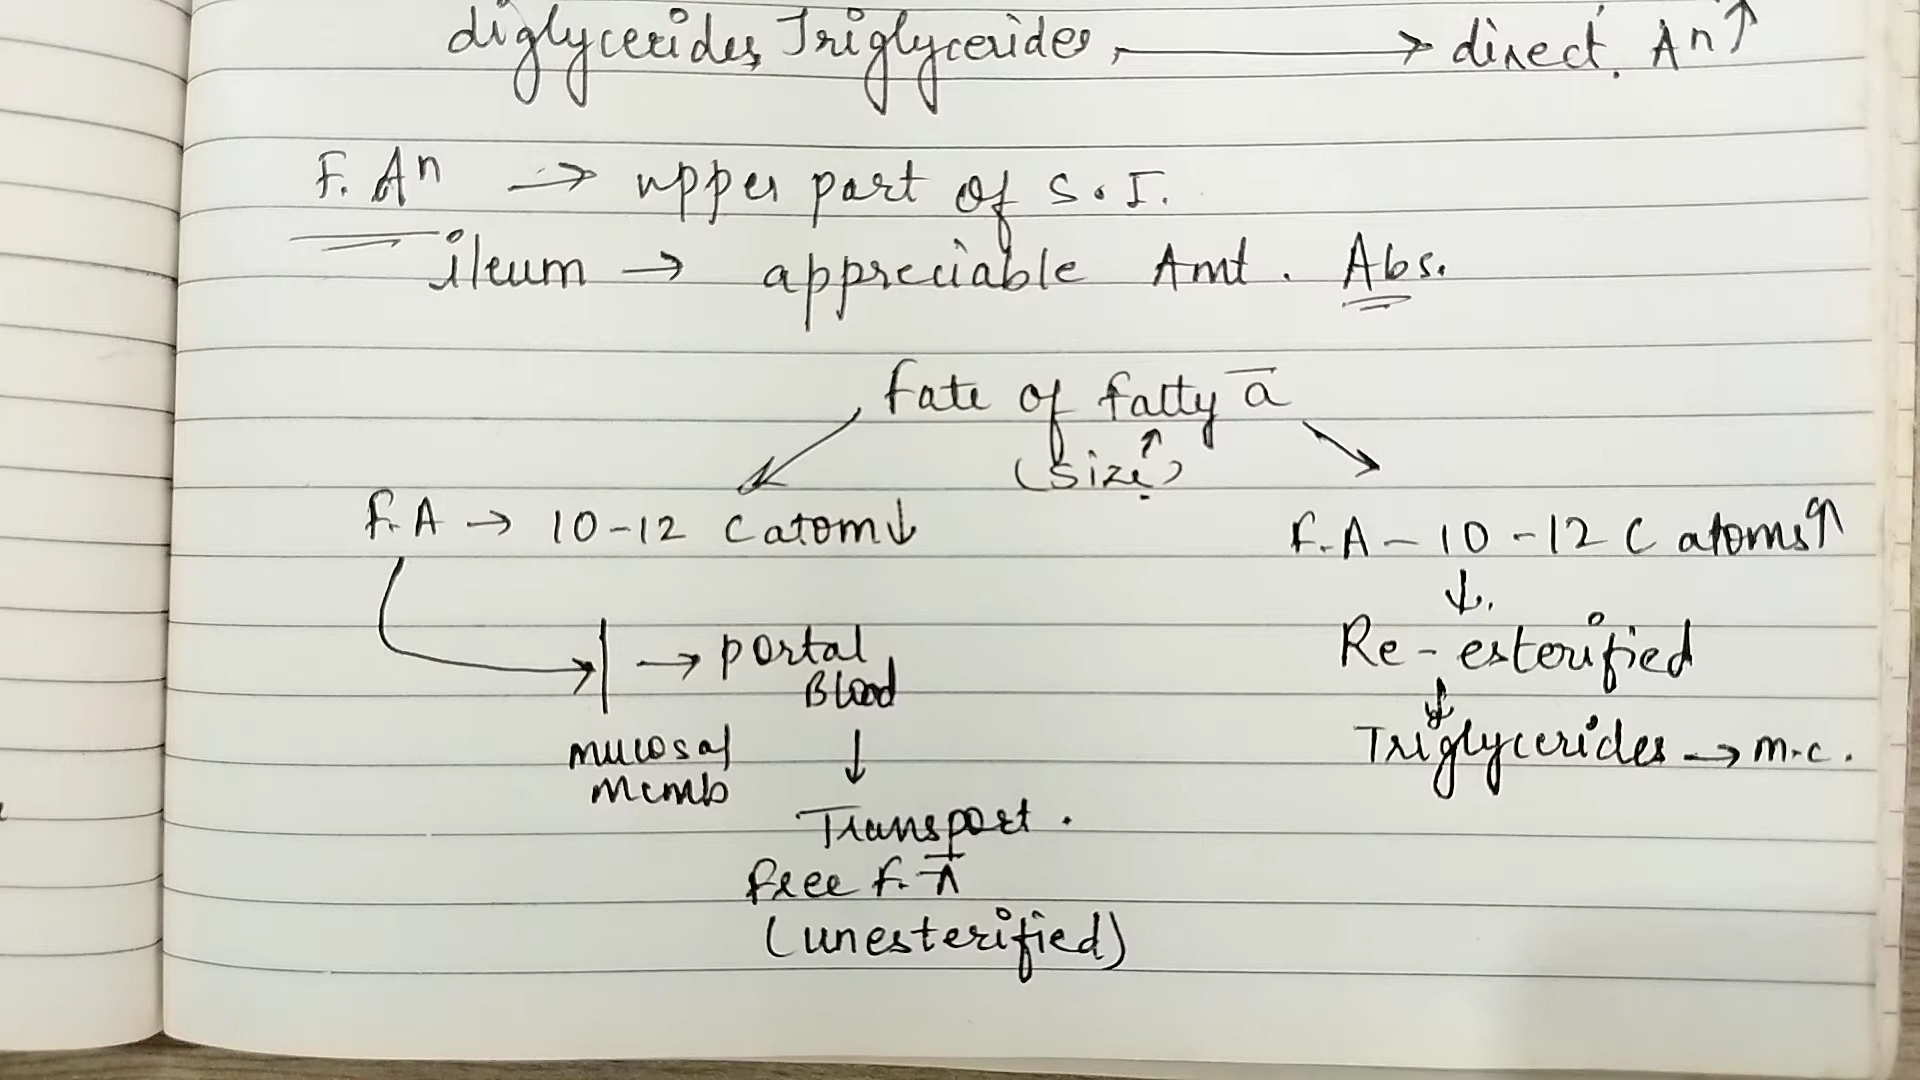 diglycerides, Triglycerides, → direct. Aⁿ↑
F. Aⁿ → upper part of S.I.
ileum → appreciable Amt. Abs.
Fate of fatty a̅
(size↑)
F.A → 10-12 C atom↓
F.A – 10-12 C atoms↑
↓
→ | → portal
Blood
Re-esterified
↓
mucosal
memb
↓
Triglycerides → m.c.
Transport.
free F. A̅
(unesterified)